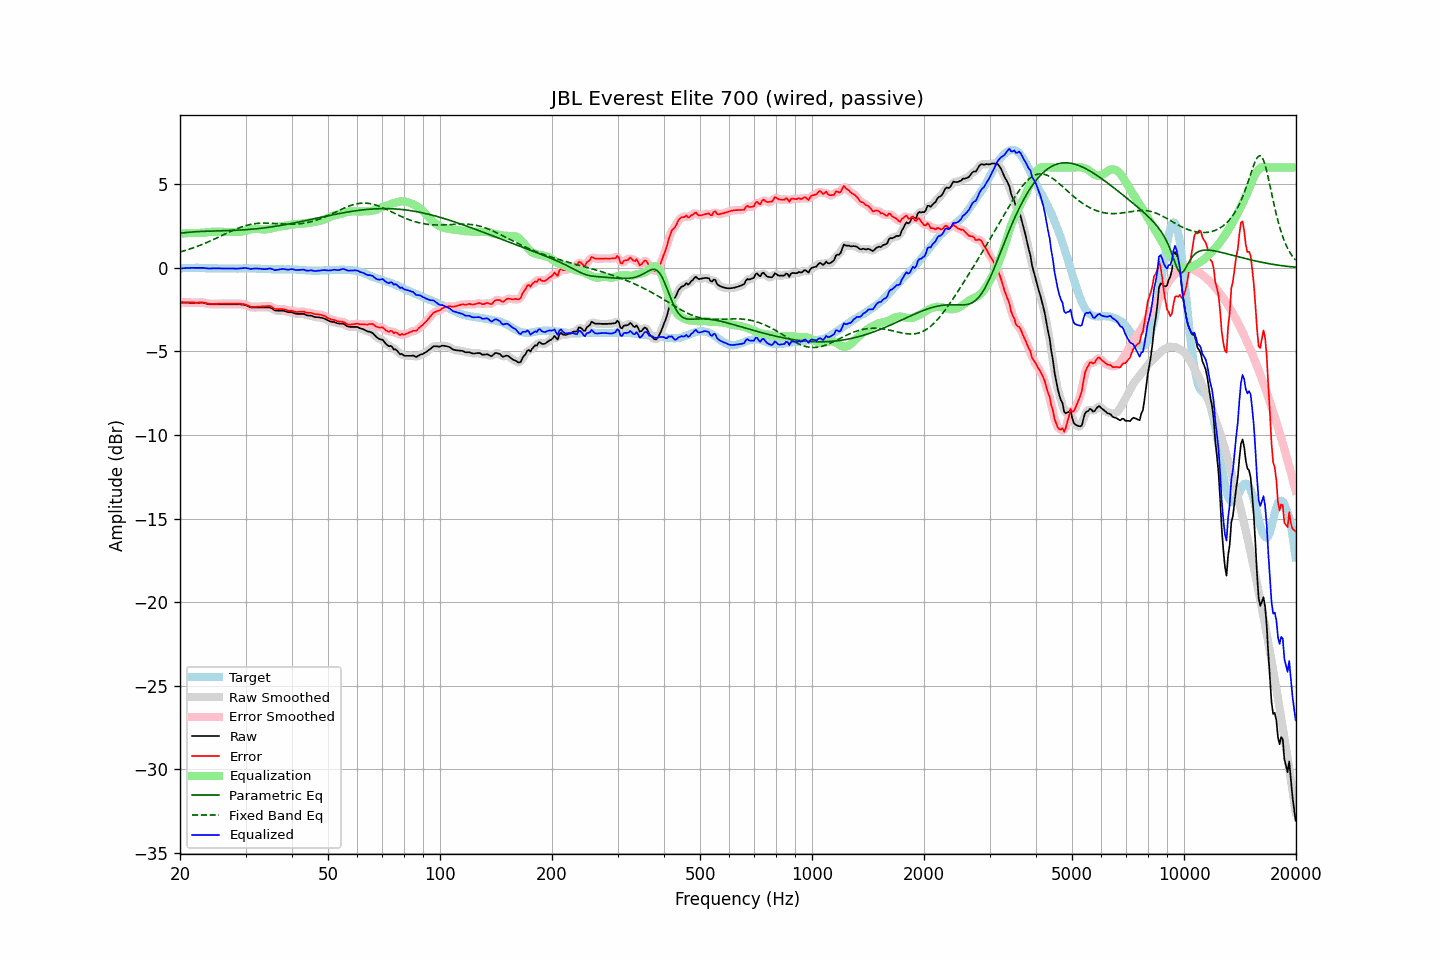 JBL Everest Elite 700 (wired, passive)
Amplitude (dBr)
5
0
−5
−10
−15
−20
−25
−30
−35
Target
Raw Smoothed
Error Smoothed
Raw
Error
Equalization
Parametric Eq
Fixed Band Eq
Equalized
20 50 100 200 500 1000 2000 5000 10000 20000
Frequency (Hz)